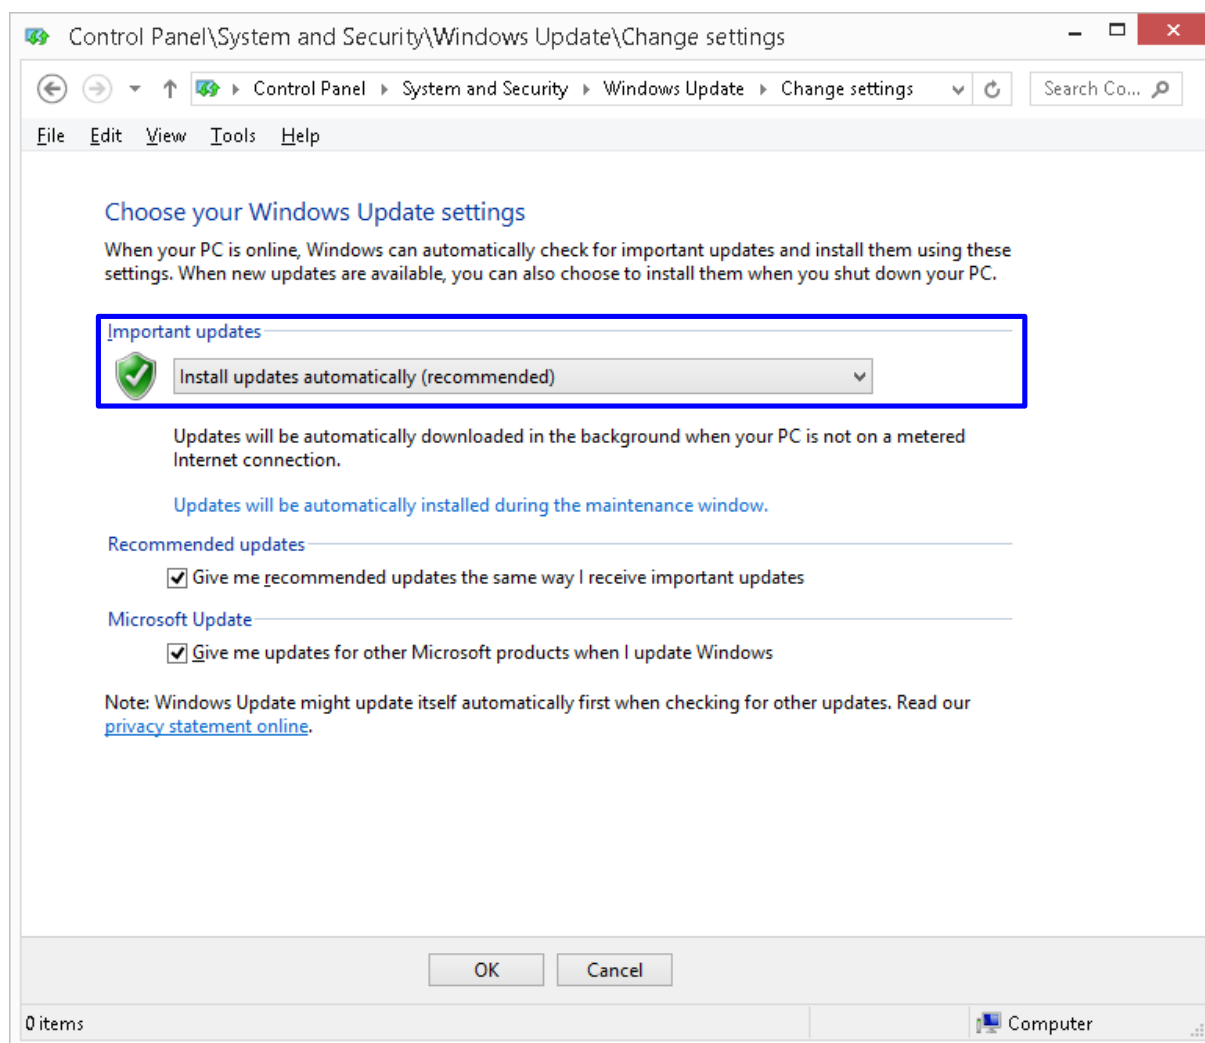 Control Panel\System and Security\Windows Update\Change settings
Control Panel System and Security Windows Update Change settings Search Co...
File Edit View Tools Help
Choose your Windows Update settings
When your PC is online, Windows can automatically check for important updates and install them using these
settings. When new updates are available, you can also choose to install them when you shut down your PC.
Important updates
Install updates automatically (recommended)
Updates will be automatically downloaded in the background when your PC is not on a metered
Internet connection.
Updates will be automatically installed during the maintenance window.
Recommended updates
Give me recommended updates the same way I receive important updates
Microsoft Update
Give me updates for other Microsoft products when I update Windows
Note: Windows Update might update itself automatically first when checking for other updates. Read our
privacy statement online.
OK Cancel
0 items Computer